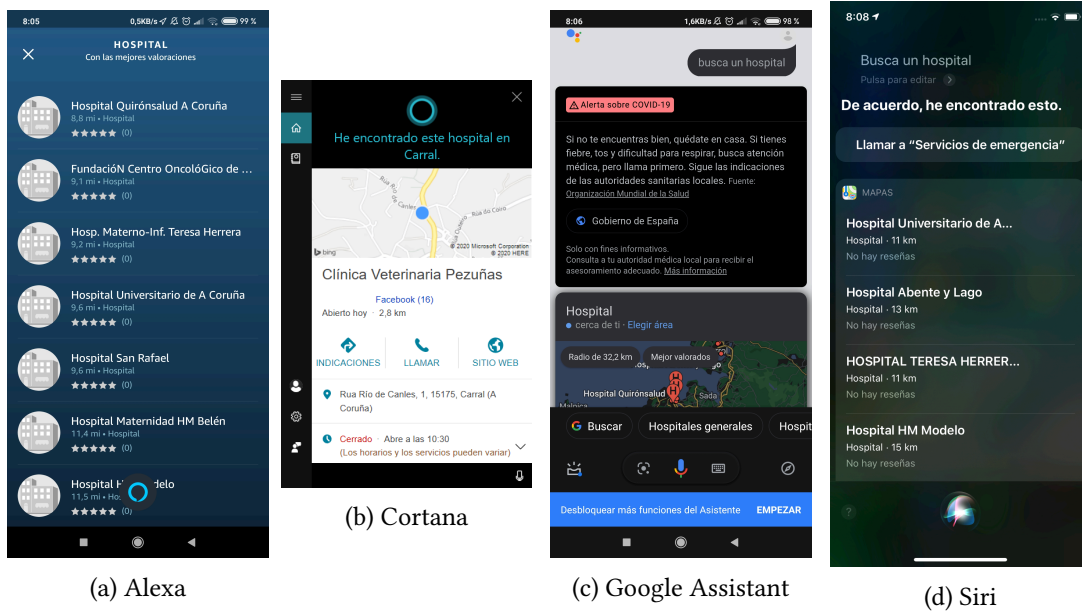 8:05
0,5KB/s
99 %
HOSPITAL
Con las mejores valoraciones
Hospital Quirónsalud A Coruña
8,8 mi • Hospital
(0)
FundacióN Centro OncolóGico de ...
9,1 mi • Hospital
(0)
Hosp. Materno-Inf. Teresa Herrera
9,2 mi • Hospital
(0)
Hospital Universitario de A Coruña
9,6 mi • Hospital
(0)
Hospital San Rafael
9,6 mi • Hospital
(0)
Hospital Maternidad HM Belén
11,4 mi • Hospital
(0)
Hospital
11,5 mi •
(0)
(a) Alexa
He encontrado este hospital en
Carral.
Rua Río
de Canles
Rua do Cova
bing
© 2020 Microsoft Corporation
© 2020 HERE
Clínica Veterinaria Pezuñas
Facebook (16)
Abierto hoy · 2,8 km
INDICACIONES LLAMAR SITIO WEB
Rua Río de Canles, 1, 15175, Carral (A
Coruña)
Cerrado · Abre a las 10:30
(Los horarios y los servicios pueden variar)
(b) Cortana
8:06
1,6KB/s
98 %
busca un hospital
Alerta sobre COVID-19
Si no te encuentras bien, quédate en casa. Si tienes
fiebre, tos y dificultad para respirar, busca atención
médica, pero llama primero. Sigue las indicaciones
de las autoridades sanitarias locales. Fuente:
Organización Mundial de la Salud
Gobierno de España
Solo con fines informativos.
Consulta a tu autoridad médica local para recibir el
asesoramiento adecuado. Más información
Hospital
cerca de ti · Elegir área
Radio de 32,2 km Mejor valorados
Hospital Quirónsalud
Sada
Malpica
G Buscar Hospitales generales Hospit
Desbloquear más funciones del Asistente EMPEZAR
(c) Google Assistant
8:08
Busca un hospital
Pulsa para editar
De acuerdo, he encontrado esto.
Llamar a “Servicios de emergencia”
MAPAS
Hospital Universitario de A...
Hospital · 11 km
No hay reseñas
Hospital Abente y Lago
Hospital · 13 km
No hay reseñas
HOSPITAL TERESA HERRER...
Hospital · 11 km
No hay reseñas
Hospital HM Modelo
Hospital · 15 km
No hay reseñas
?
(d) Siri